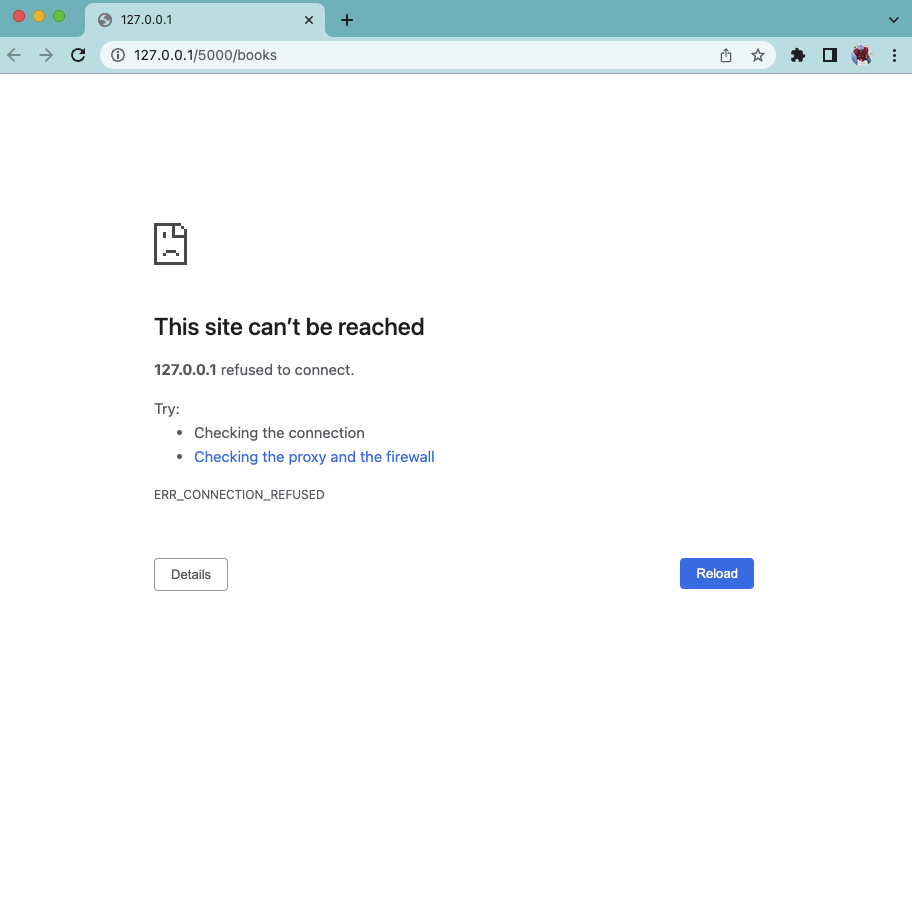 127.0.0.1
127.0.0.1/5000/books
This site can’t be reached
127.0.0.1 refused to connect.
Try:
Checking the connection
Checking the proxy and the firewall
ERR_CONNECTION_REFUSED
Details
Reload